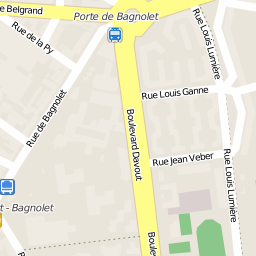 Porte de Bagnolet
e Belgrand
Rue de la Py
Rue Louis Lumière
Rue Louis Ganne
Rue de Bagnolet
Boulevard Davout
Rue Jean Veber
Rue Louis Lumière
t - Bagnolet
Boule